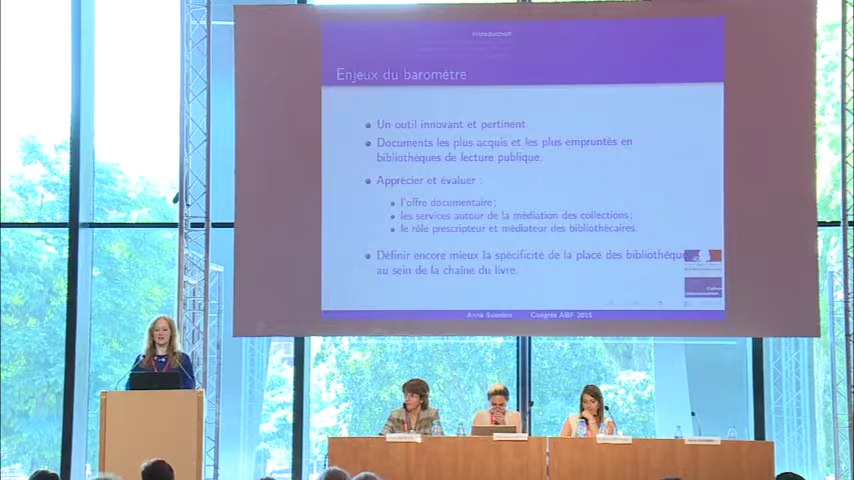 Introduction
Enjeux du baromètre
Un outil innovant et pertinent.
Documents les plus acquis et les plus empruntés en
bibliothèques de lecture publique.
Apprécier et évaluer :
l'offre documentaire;
les services autour de la médiation des collections;
le rôle prescripteur et médiateur des bibliothécaires.
Définir encore mieux la spécificité de la place des bibliothèqu
au sein de la chaîne du livre.
Congrès ABF 2015